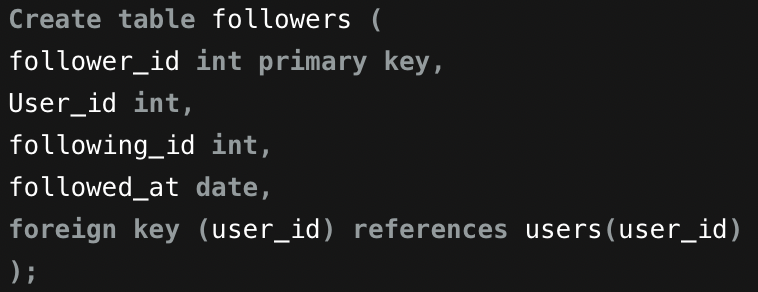 Create table followers (
follower_id int primary key,
User_id int,
following_id int,
followed_at date,
foreign key (user_id) references users(user_id)
);